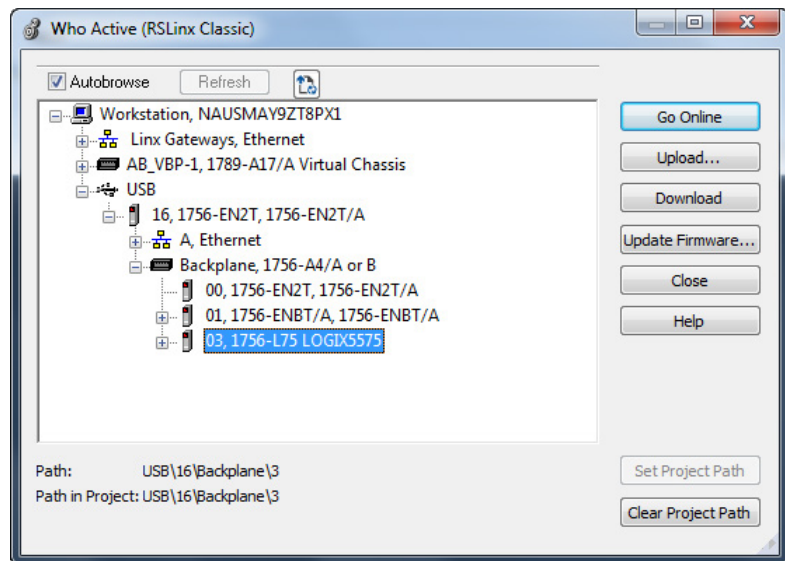 Who Active (RSLinx Classic)
Autobrowse
Refresh
Workstation, NAUSMAY9ZT8PX1
Linx Gateways, Ethernet
AB_VBP-1, 1789-A17/A Virtual Chassis
USB
16, 1756-EN2T, 1756-EN2T/A
A, Ethernet
Backplane, 1756-A4/A or B
00, 1756-EN2T, 1756-EN2T/A
01, 1756-ENBT/A, 1756-ENBT/A
03, 1756-L75 LOGIX5575
Go Online
Upload...
Download
Update Firmware...
Close
Help
Path: USB\16\Backplane\3
Path in Project: USB\16\Backplane\3
Set Project Path
Clear Project Path